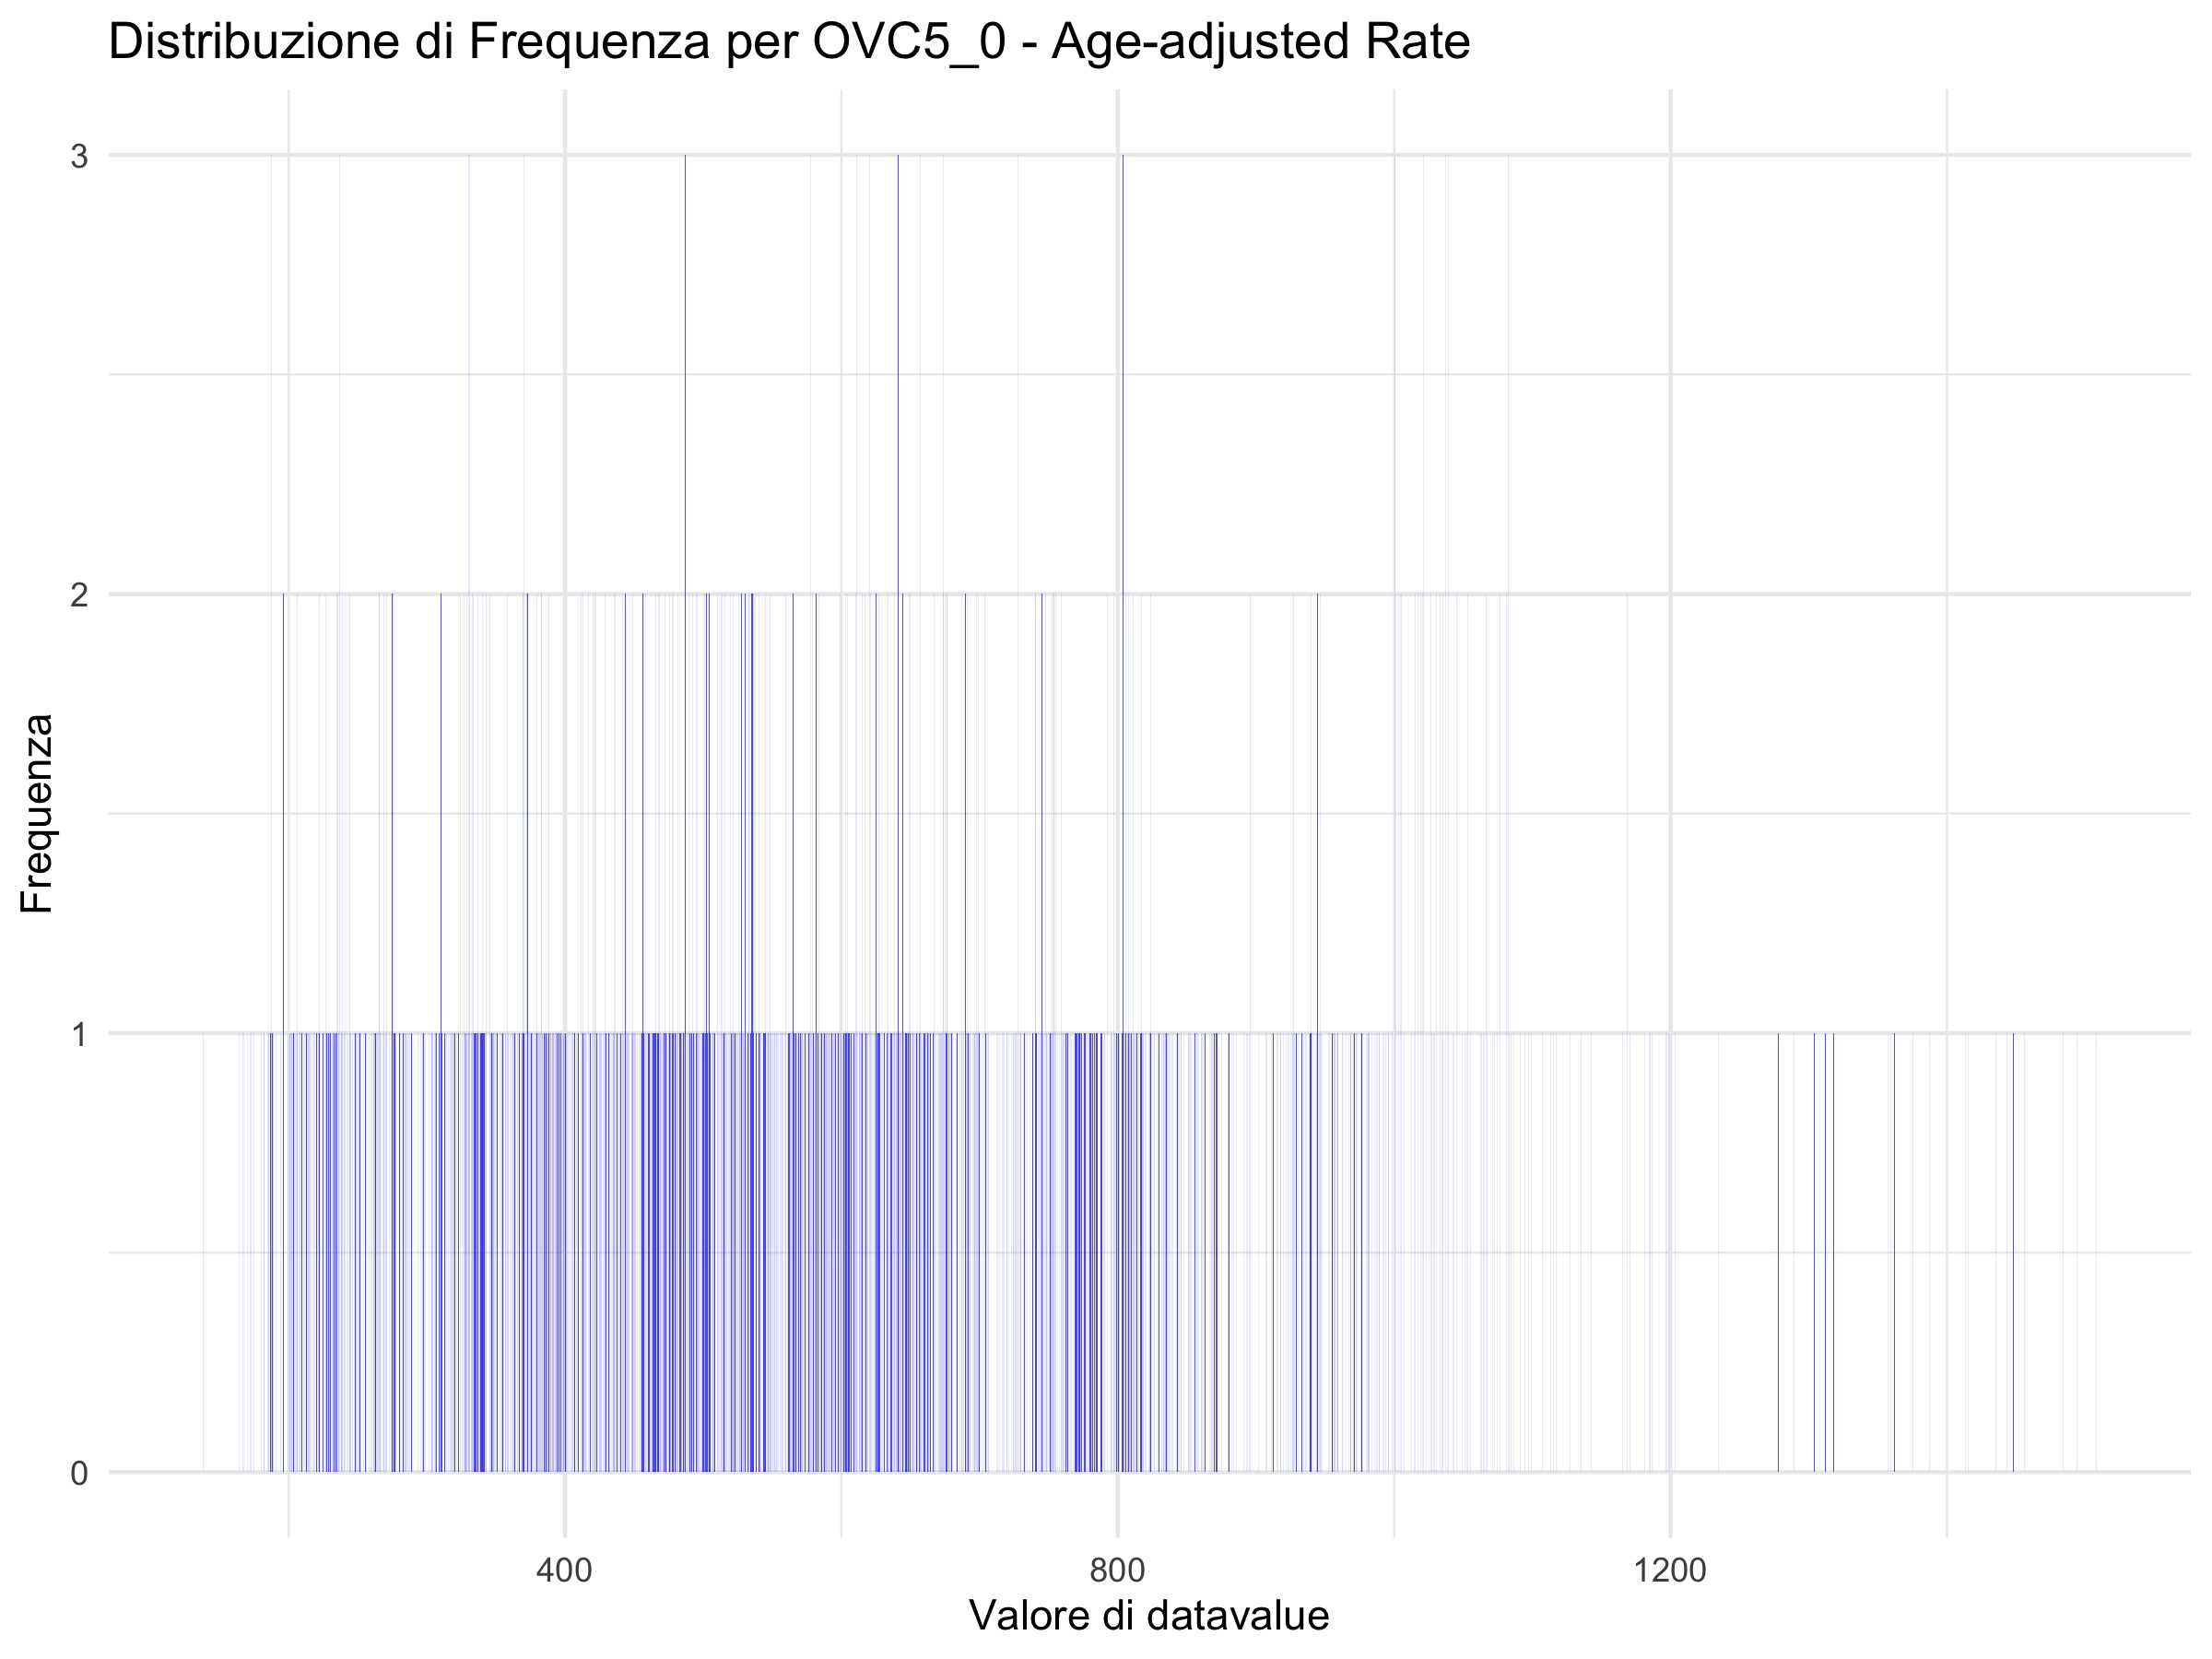 Distribuzione di Frequenza per OVC5_0 - Age-adjusted Rate
Frequenza
3
2
1
0
400 800 1200
Valore di datavalue